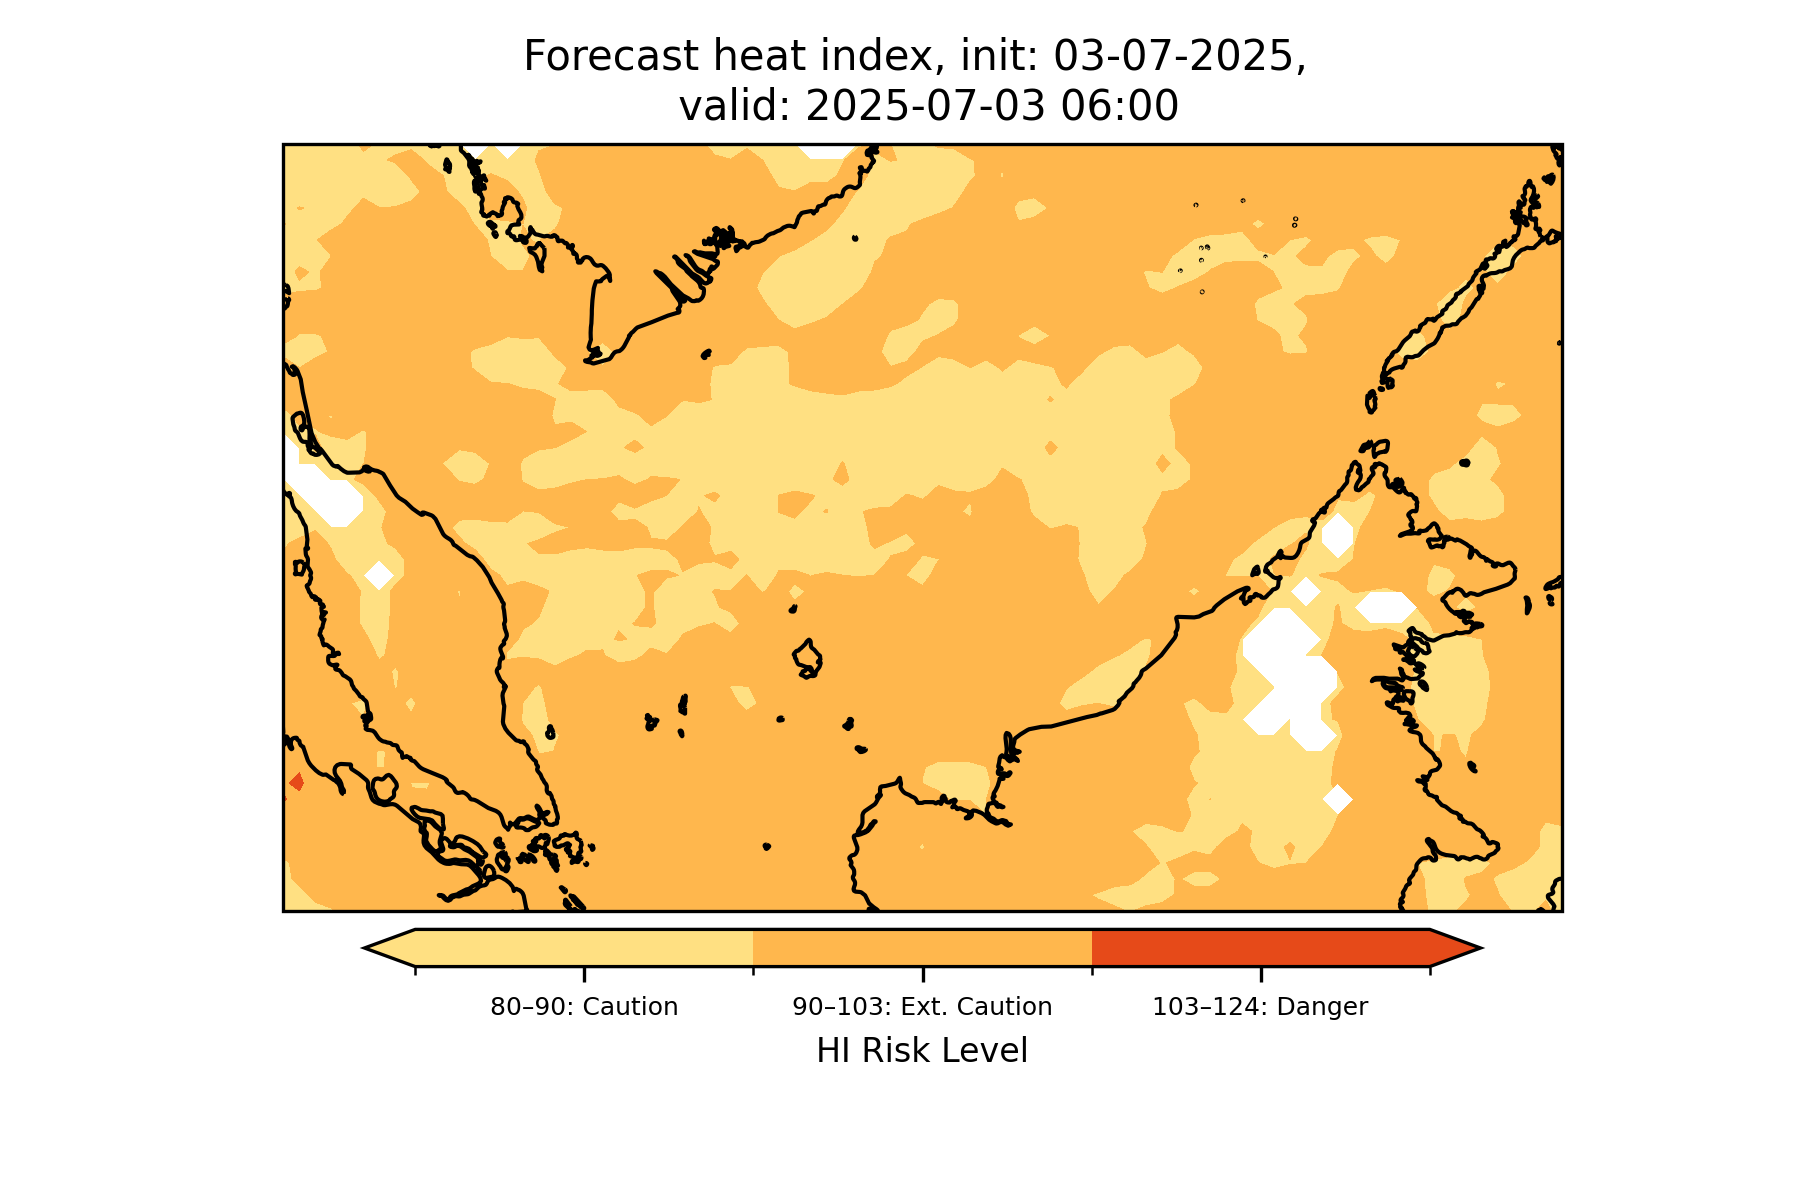 Forecast heat index, init: 03-07-2025,
valid: 2025-07-03 06:00
80–90: Caution
90–103: Ext. Caution
103–124: Danger
HI Risk Level